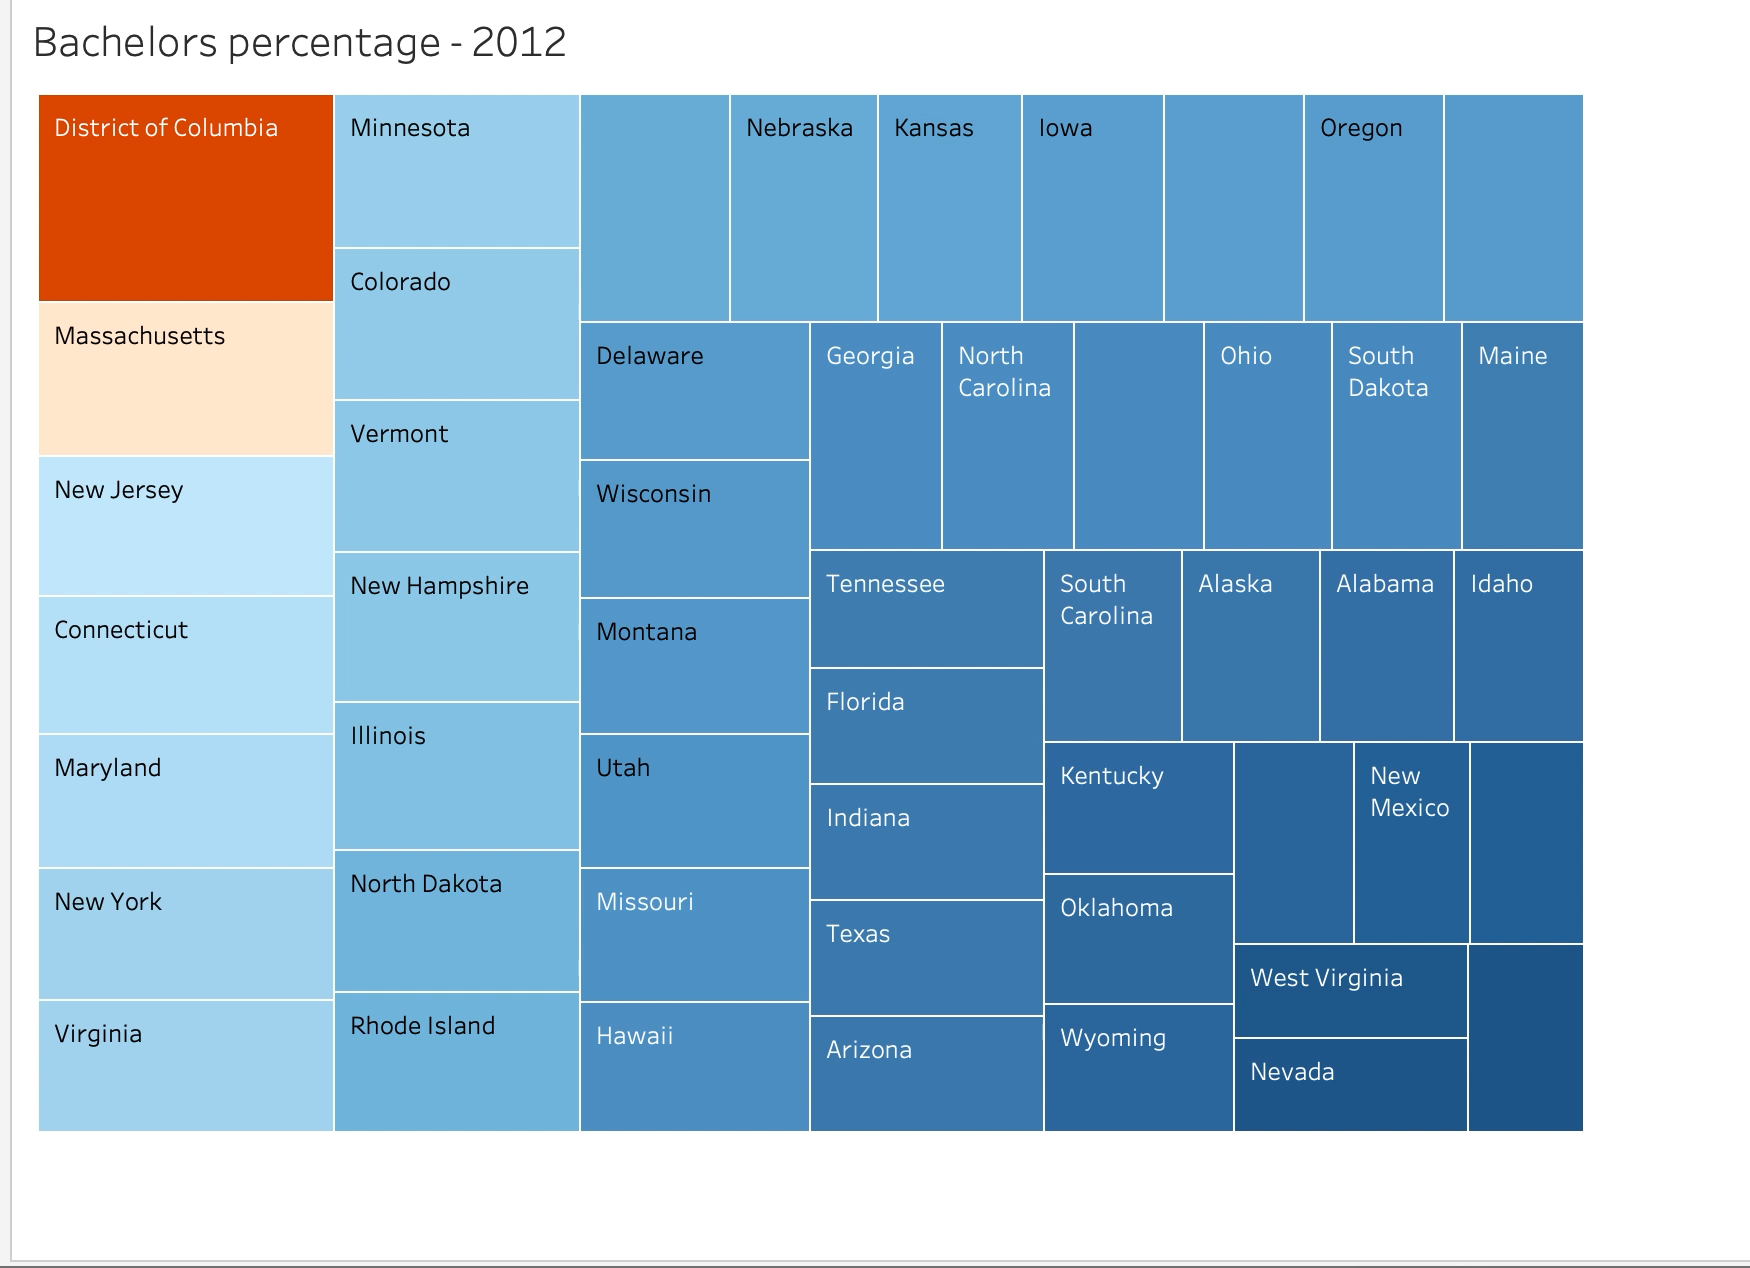 Bachelors percentage - 2012
District of Columbia
Massachusetts
New Jersey
Connecticut
Maryland
New York
Virginia
Minnesota
Colorado
Vermont
New Hampshire
Illinois
North Dakota
Rhode Island
Nebraska
Kansas
Iowa
Oregon
Delaware
Wisconsin
Montana
Utah
Missouri
Hawaii
Georgia
North
Carolina
Ohio
South
Dakota
Maine
Tennessee
Florida
Indiana
Texas
Arizona
South
Carolina
Alaska
Alabama
Idaho
Kentucky
Oklahoma
Wyoming
New
Mexico
West Virginia
Nevada